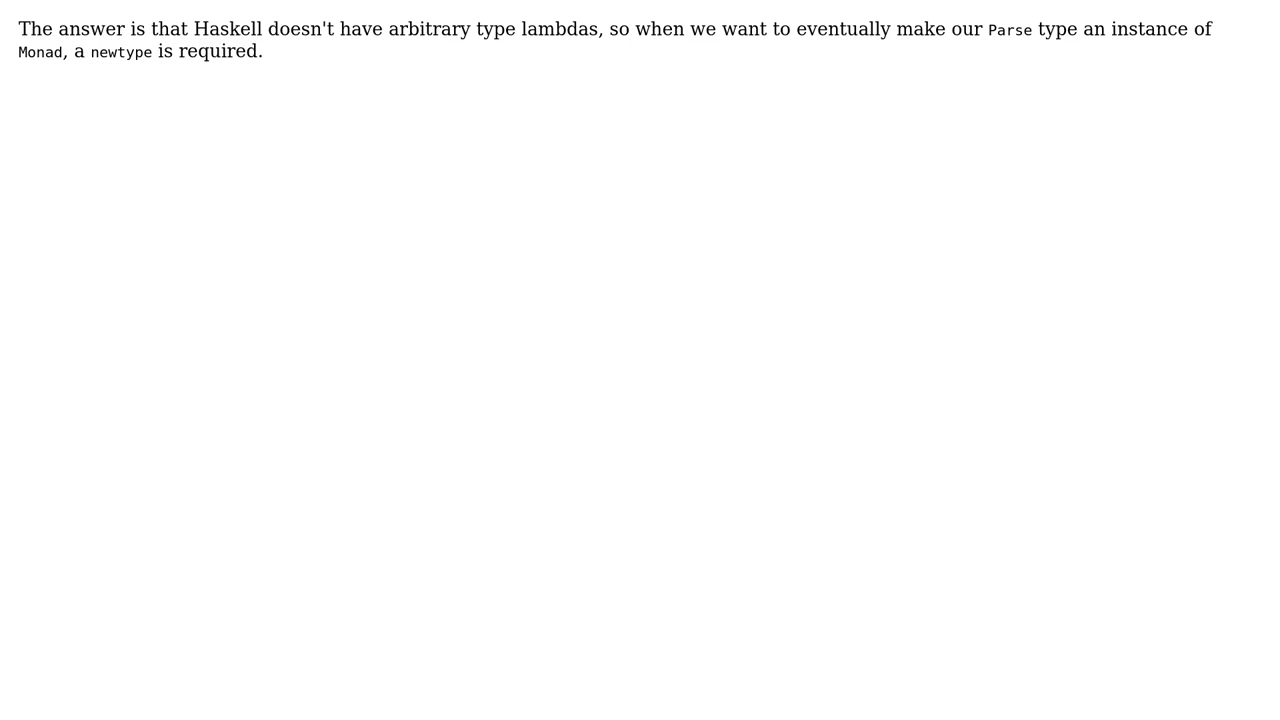 The answer is that Haskell doesn't have arbitrary type lambdas, so when we want to eventually make our Parse type an instance of
Monad, a newtype is required.